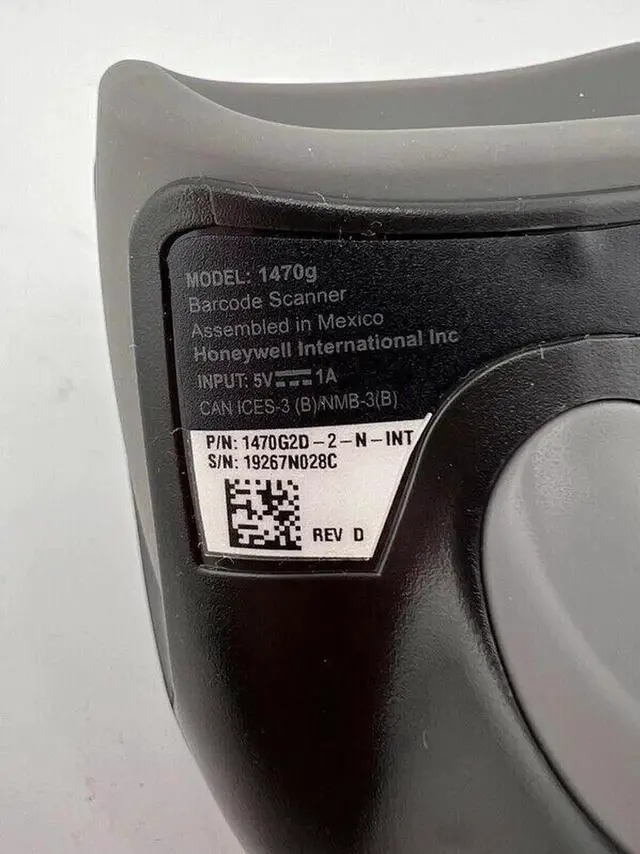 MODEL: 1470g
Barcode Scanner
Assembled in Mexico
Honeywell International Inc
INPUT: 5V⎓1A
CAN ICES-3 (B)/NMB-3(B)
P/N: 1470G2D-2-N-INT
S/N: 19267N028C
REV D